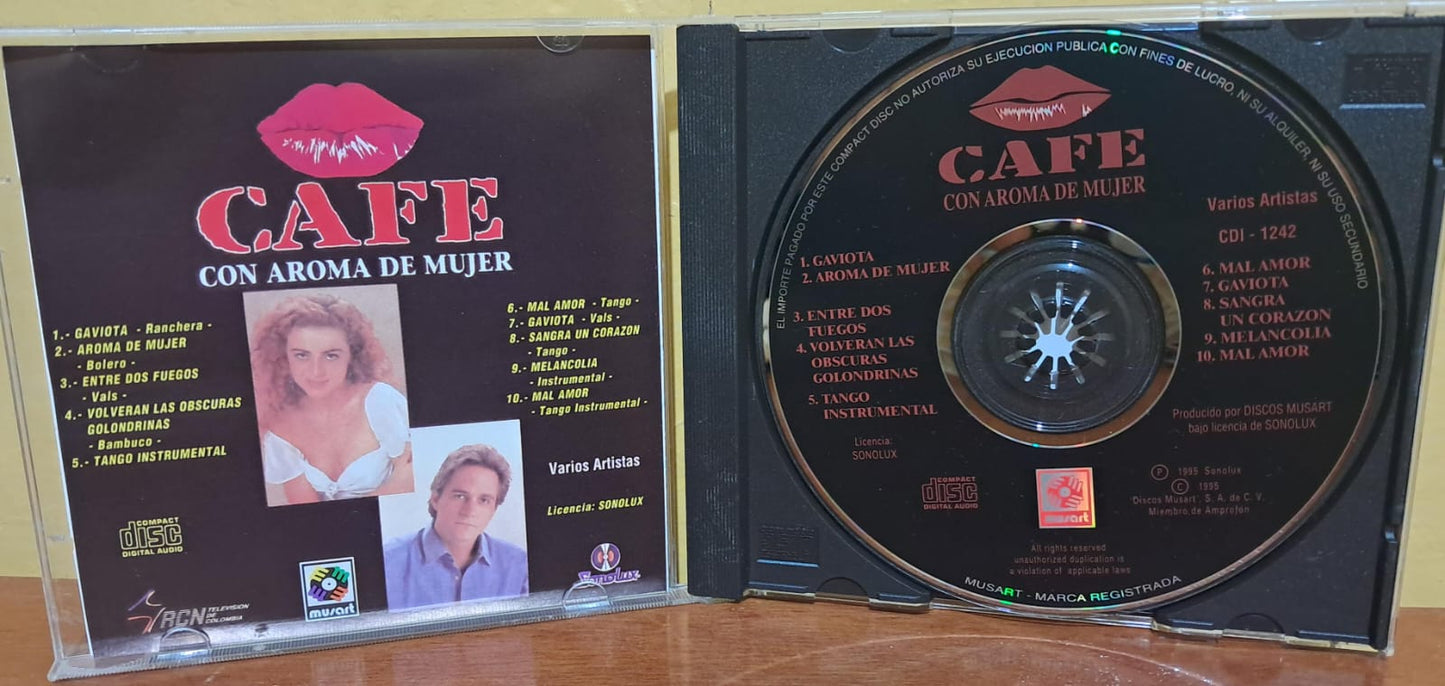 CAFE
CON AROMA DE MUJER
1.- GAVIOTA - Ranchera -
2.- AROMA DE MUJER
- Bolero -
3.- ENTRE DOS FUEGOS
- Vals -
4.- VOLVERAN LAS OBSCURAS
GOLONDRINAS
- Bambuco -
5.- TANGO INSTRUMENTAL
6.- MAL AMOR - Tango -
7.- GAVIOTA - Vals -
8.- SANGRA UN CORAZON
- Tango -
9.- MELANCOLIA
- Instrumental -
10.- MAL AMOR
- Tango Instrumental -
Varios Artistas
Licencia: SONOLUX
COMPACT
disc
DIGITAL AUDIO
RCN TELEVISION
DE
COLOMBIA
musart
SonoLux
EL IMPORTE PAGADO POR ESTE COMPACT DISC NO AUTORIZA SU EJECUCION PUBLICA CON FINES DE LUCRO, NI SU ALQUILER, NI SU USO SECUNDARIO
CAFE
CON AROMA DE MUJER
Varios Artistas
CDI - 1242
1. GAVIOTA
2. AROMA DE MUJER
3. ENTRE DOS
FUEGOS
4. VOLVERAN LAS
OBSCURAS
GOLONDRINAS
5. TANGO
INSTRUMENTAL
6. MAL AMOR
7. GAVIOTA
8. SANGRA
UN CORAZON
9. MELANCOLIA
10. MAL AMOR
Licencia:
SONOLUX
Producido por DISCOS MUSART
bajo licencia de SONOLUX
COMPACT
disc
DIGITAL AUDIO
musart
Ⓟ 1995 Sonolux
© 1995
'Discos Musart', S. A. de C. V.
Miembro de Amprofon
All rights reserved
unauthorized duplication is
a violation of applicable laws
MUSART - MARCA REGISTRADA